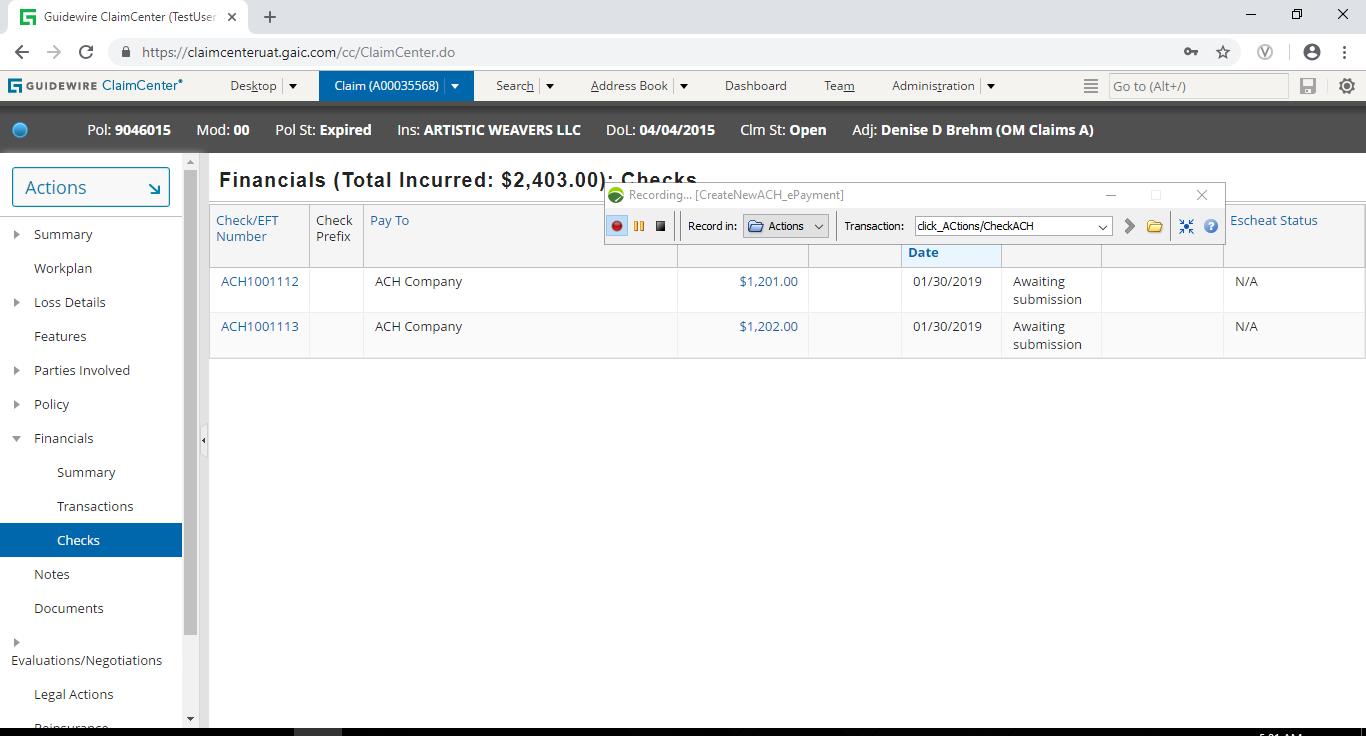 Guidewire ClaimCenter (TestUser
https://claimcenteruat.gaic.com/cc/ClaimCenter.do
GUIDEWIRE ClaimCenter®
Desktop
Claim (A00035568)
Search
Address Book
Dashboard
Team
Administration
Go to (Alt+/)
Pol: 9046015
Mod: 00
Pol St: Expired
Ins: ARTISTIC WEAVERS LLC
DoL: 04/04/2015
Clm St: Open
Adj: Denise D Brehm (OM Claims A)
Actions
Summary
Workplan
Loss Details
Features
Parties Involved
Policy
Financials
Summary
Transactions
Checks
Notes
Documents
Evaluations/Negotiations
Legal Actions
Reinsurance
Financials (Total Incurred: $2,403.00): Checks
Recording... [CreateNewACH_ePayment]
Record in:
Actions
Transaction:
click_ACtions/CheckACH
Check/EFT
Number
Check
Prefix
Pay To
Date
Escheat Status
ACH1001112
ACH Company
$1,201.00
01/30/2019
Awaiting
submission
N/A
ACH1001113
ACH Company
$1,202.00
01/30/2019
Awaiting
submission
N/A